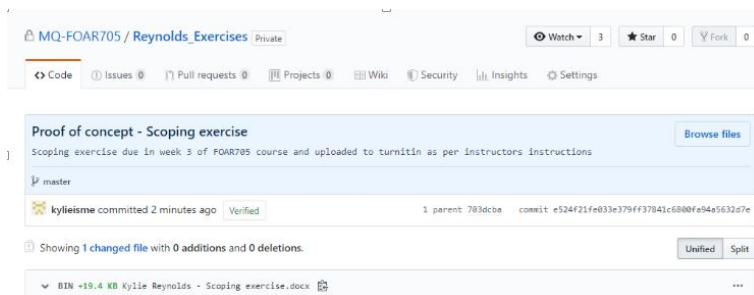 MQ-FOAR705 / Reynolds_Exercises Private Watch 3 Star 0 Fork 0
Code Issues 0 Pull requests 0 Projects 0 Wiki Security Insights Settings
Proof of concept - Scoping exercise Browse files
Scoping exercise due in week 3 of FOAR705 course and uploaded to turnitin as per instructors instructions
master
kylieisme committed 2 minutes ago Verified 1 parent 703dcba commit e524f21fe033e379ff37841c6800fa94a5632d7e
Showing 1 changed file with 0 additions and 0 deletions. Unified Split
BIN +19.4 KB Kylie Reynolds - Scoping exercise.docx